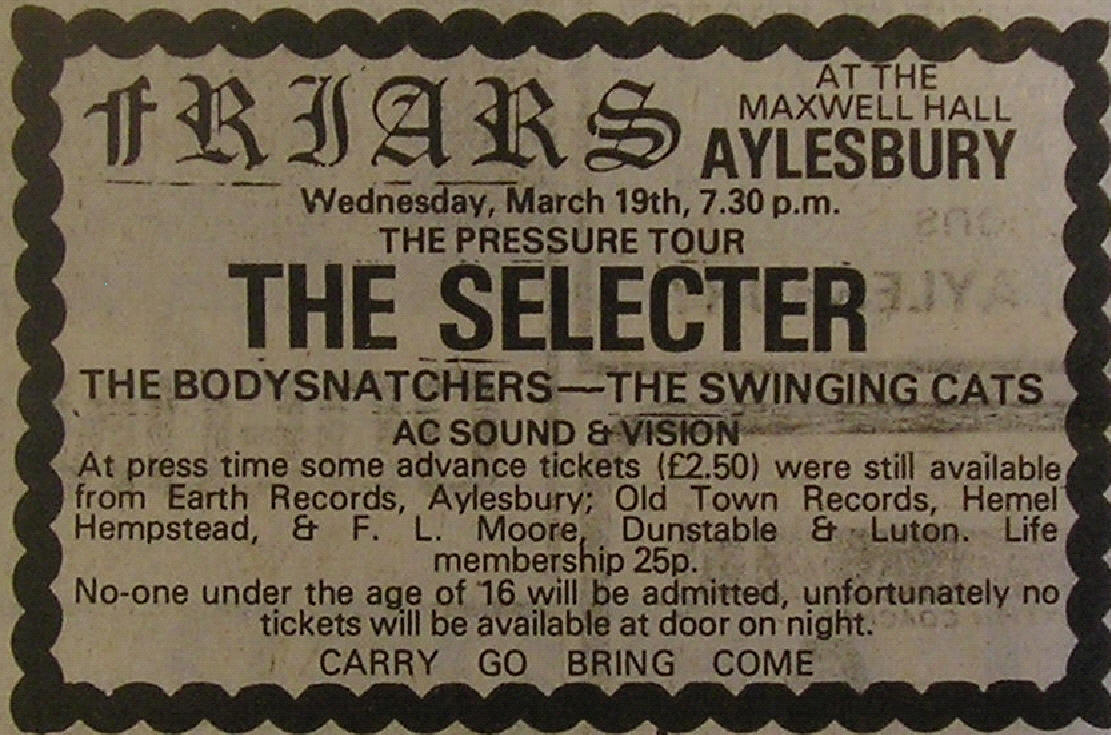 fRIARS
AT THE
MAXWELL HALL
AYLESBURY
Wednesday, March 19th, 7.30 p.m.
THE PRESSURE TOUR
THE SELECTER
THE BODYSNATCHERS—THE SWINGING CATS
AC SOUND & VISION
At press time some advance tickets (£2.50) were still available
from Earth Records, Aylesbury; Old Town Records, Hemel
Hempstead, & F. L. Moore, Dunstable & Luton. Life
membership 25p.
No-one under the age of 16 will be admitted, unfortunately no
tickets will be available at door on night.
CARRY GO BRING COME